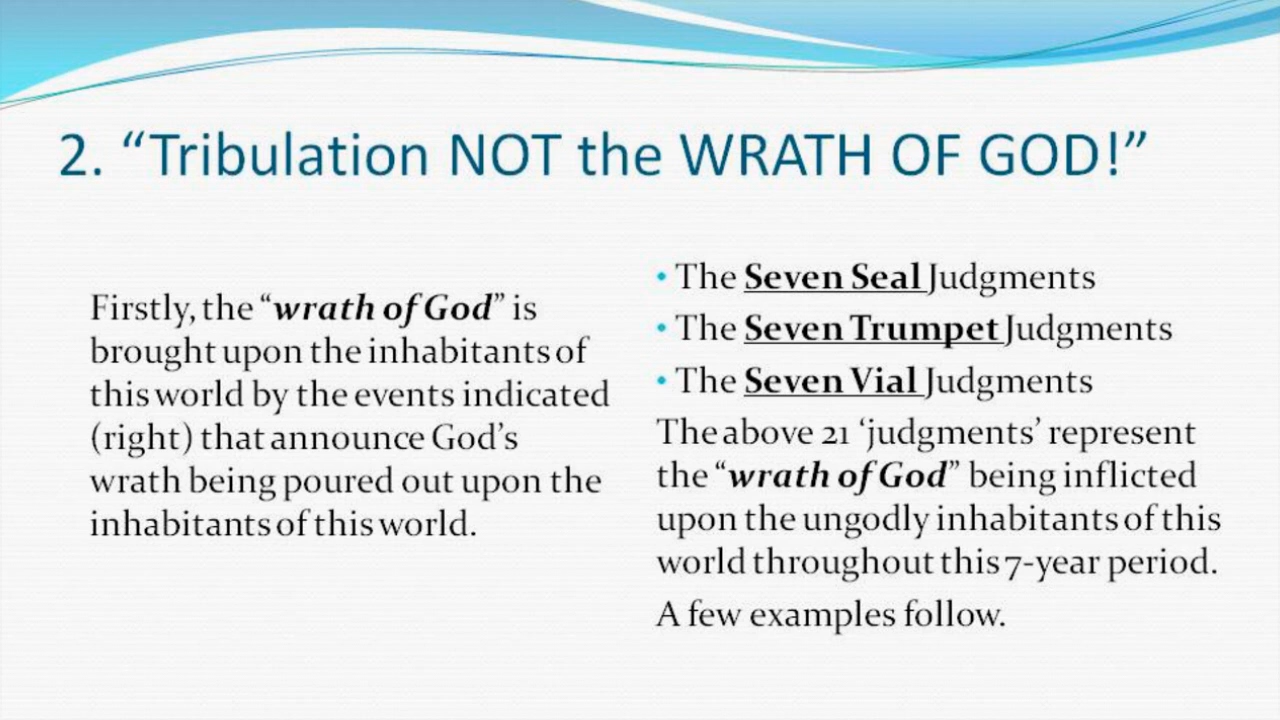 2. “Tribulation NOT the WRATH OF GOD!”
Firstly, the “wrath of God” is
brought upon the inhabitants of
this world by the events indicated
(right) that announce God’s
wrath being poured out upon the
inhabitants of this world.
• The Seven Seal Judgments
• The Seven Trumpet Judgments
• The Seven Vial Judgments
The above 21 ‘judgments’ represent
the “wrath of God” being inflicted
upon the ungodly inhabitants of this
world throughout this 7-year period.
A few examples follow.